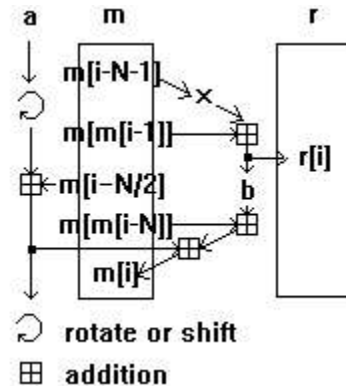 a m r
m[i-N-1]
×
m[m[i-1]]
r[i]
m[i-N/2]
b
m[m[i-N]]
m[i]
rotate or shift
addition